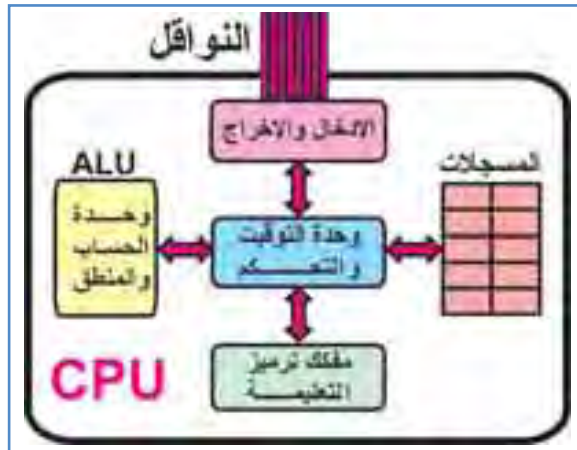 النواقل
الادخال والاخراج
ALU
المسجلات
وحدة
الحساب
والمنطق
وحدة التوقيت
والتحكم
مفكك ترميز
التعليمة
CPU